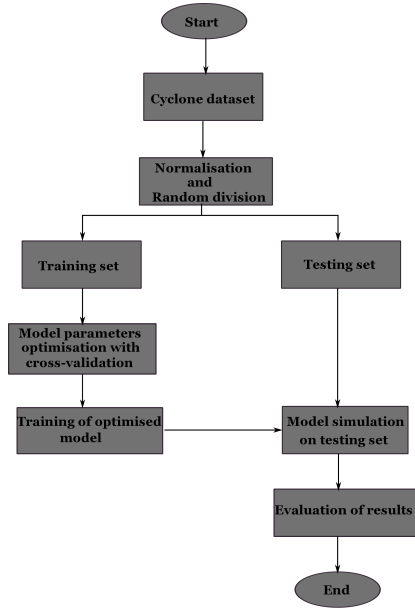 Start
Cyclone dataset
Normalisation
and
Random division
Training set
Testing set
Model parameters
optimisation with
cross-validation
Training of optimised
model
Model simulation
on testing set
Evaluation of results
End